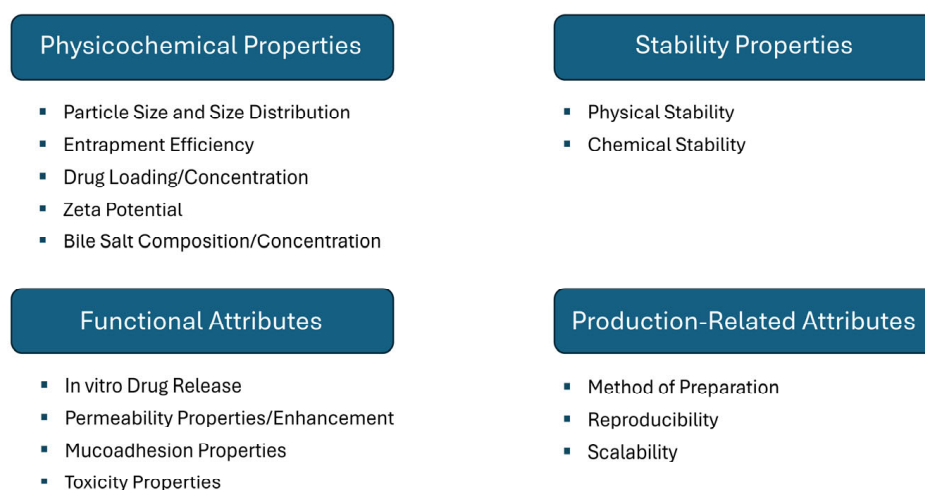 Physicochemical Properties
▪ Particle Size and Size Distribution
▪ Entrapment Efficiency
▪ Drug Loading/Concentration
▪ Zeta Potential
▪ Bile Salt Composition/Concentration
Stability Properties
▪ Physical Stability
▪ Chemical Stability
Functional Attributes
▪ In vitro Drug Release
▪ Permeability Properties/Enhancement
▪ Mucoadhesion Properties
▪ Toxicity Properties
Production-Related Attributes
▪ Method of Preparation
▪ Reproducibility
▪ Scalability